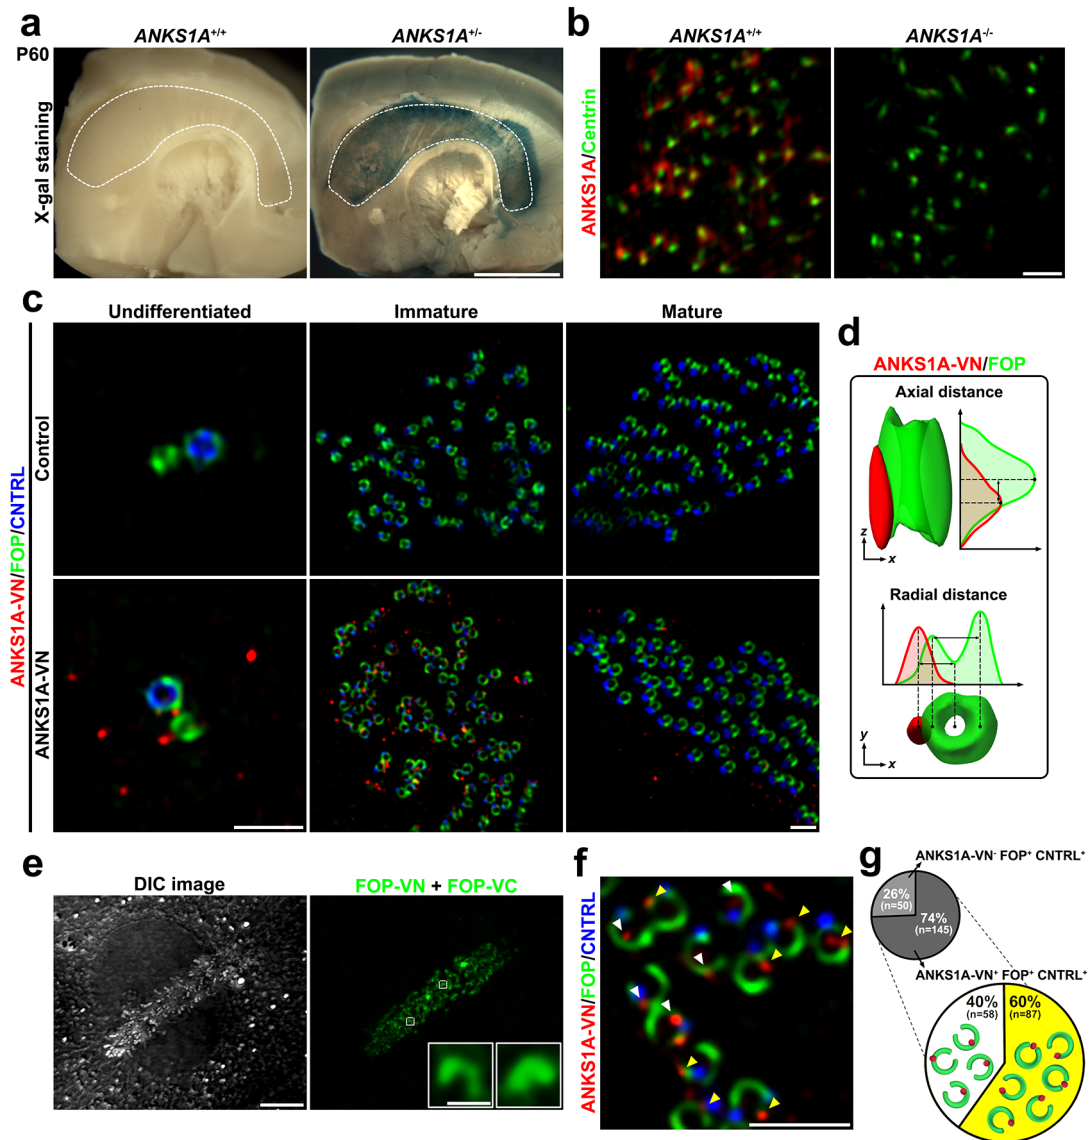 a
ANKS1A+/+
ANKS1A+/-
P60
X-gal staining
b
ANKS1A+/+
ANKS1A-/-
ANKS1A/Centrin
c
Undifferentiated
Immature
Mature
ANKS1A-VN/FOP/CNTRL
Control
ANKS1A-VN
d
ANKS1A-VN/FOP
Axial distance
z
x
Radial distance
y
x
e
DIC image
FOP-VN + FOP-VC
f
ANKS1A-VN/FOP/CNTRL
g
ANKS1A-VN- FOP+ CNTRL+
26%
(n=50)
74%
(n=145)
ANKS1A-VN+ FOP+ CNTRL+
40%
(n=58)
60%
(n=87)